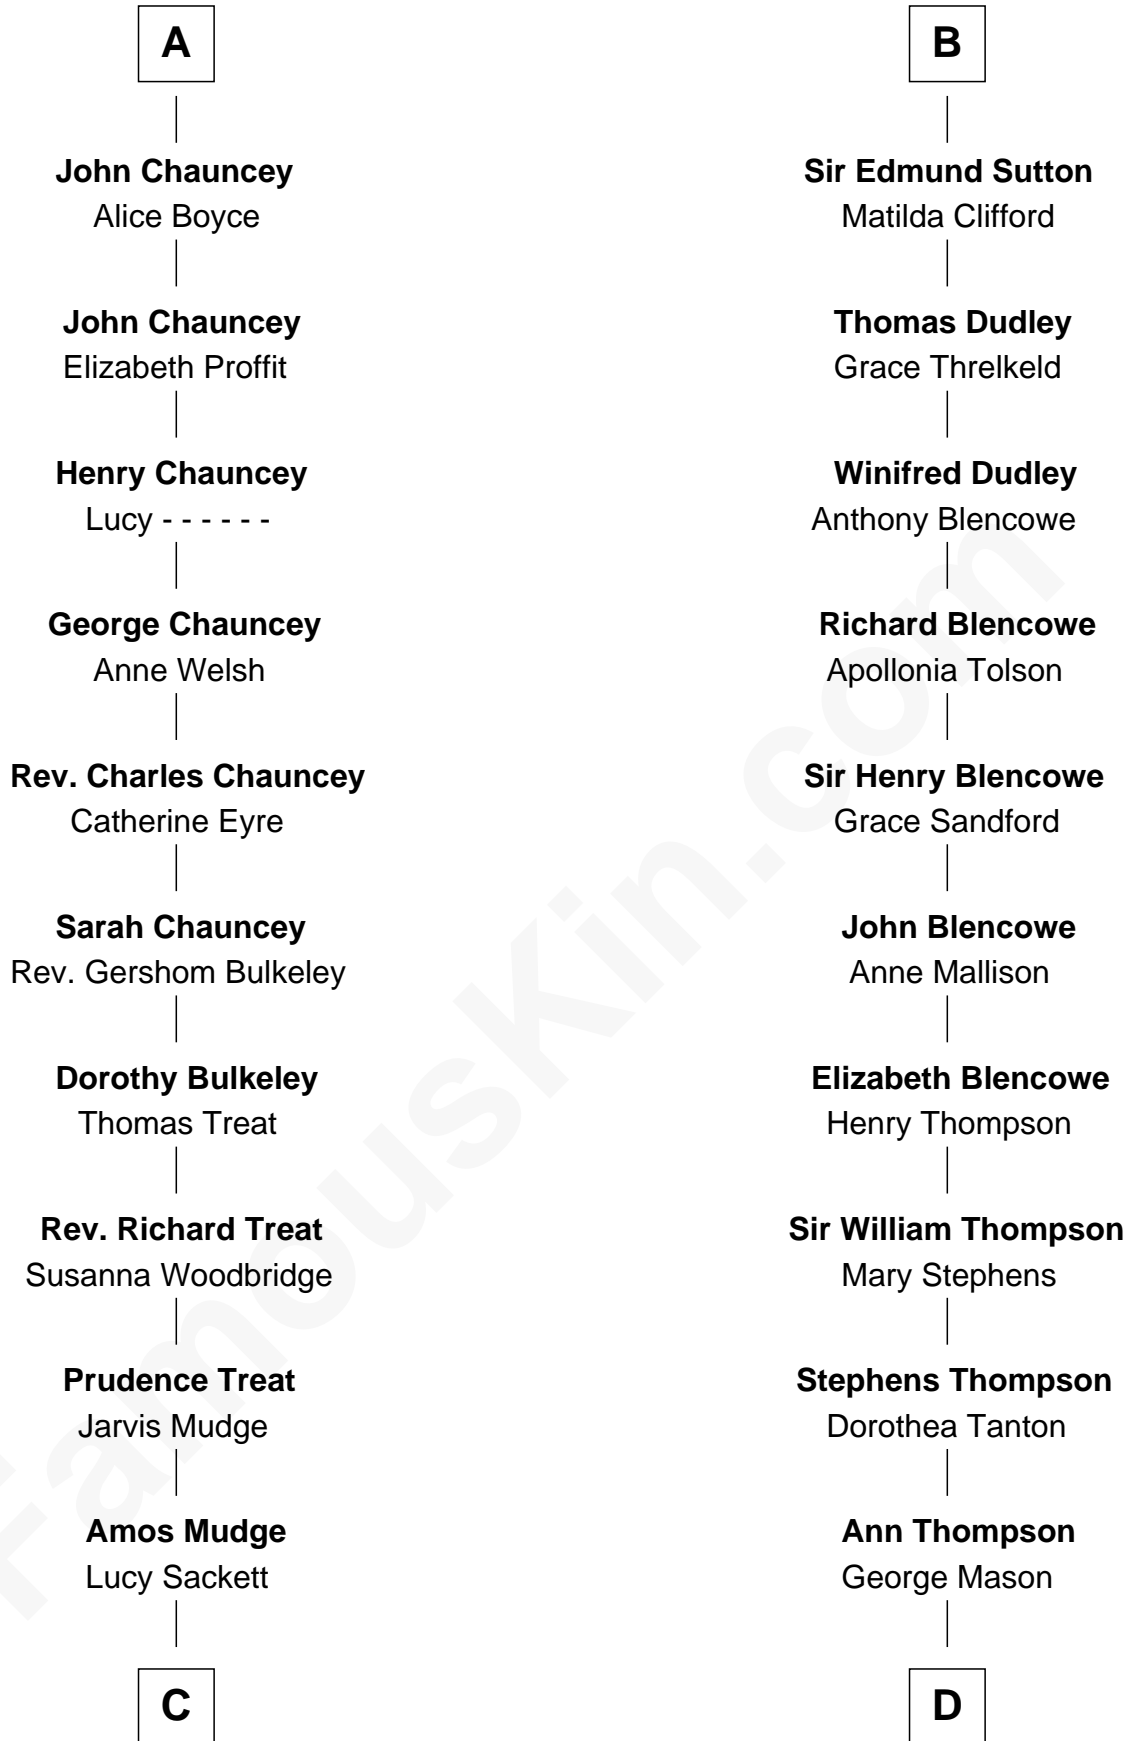 A
John Chauncey
Alice Boyce
John Chauncey
Elizabeth Proffit
Henry Chauncey
Lucy - - - - - -
George Chauncey
Anne Welsh
Rev. Charles Chauncey
Catherine Eyre
Sarah Chauncey
Rev. Gershom Bulkeley
Dorothy Bulkeley
Thomas Treat
Rev. Richard Treat
Susanna Woodbridge
Prudence Treat
Jarvis Mudge
Amos Mudge
Lucy Sackett
C
B
Sir Edmund Sutton
Matilda Clifford
Thomas Dudley
Grace Threlkeld
Winifred Dudley
Anthony Blencowe
Richard Blencowe
Apollonia Tolson
Sir Henry Blencowe
Grace Sandford
John Blencowe
Anne Mallison
Elizabeth Blencowe
Henry Thompson
Sir William Thompson
Mary Stephens
Stephens Thompson
Dorothea Tanton
Ann Thompson
George Mason
D
FamousKin.com